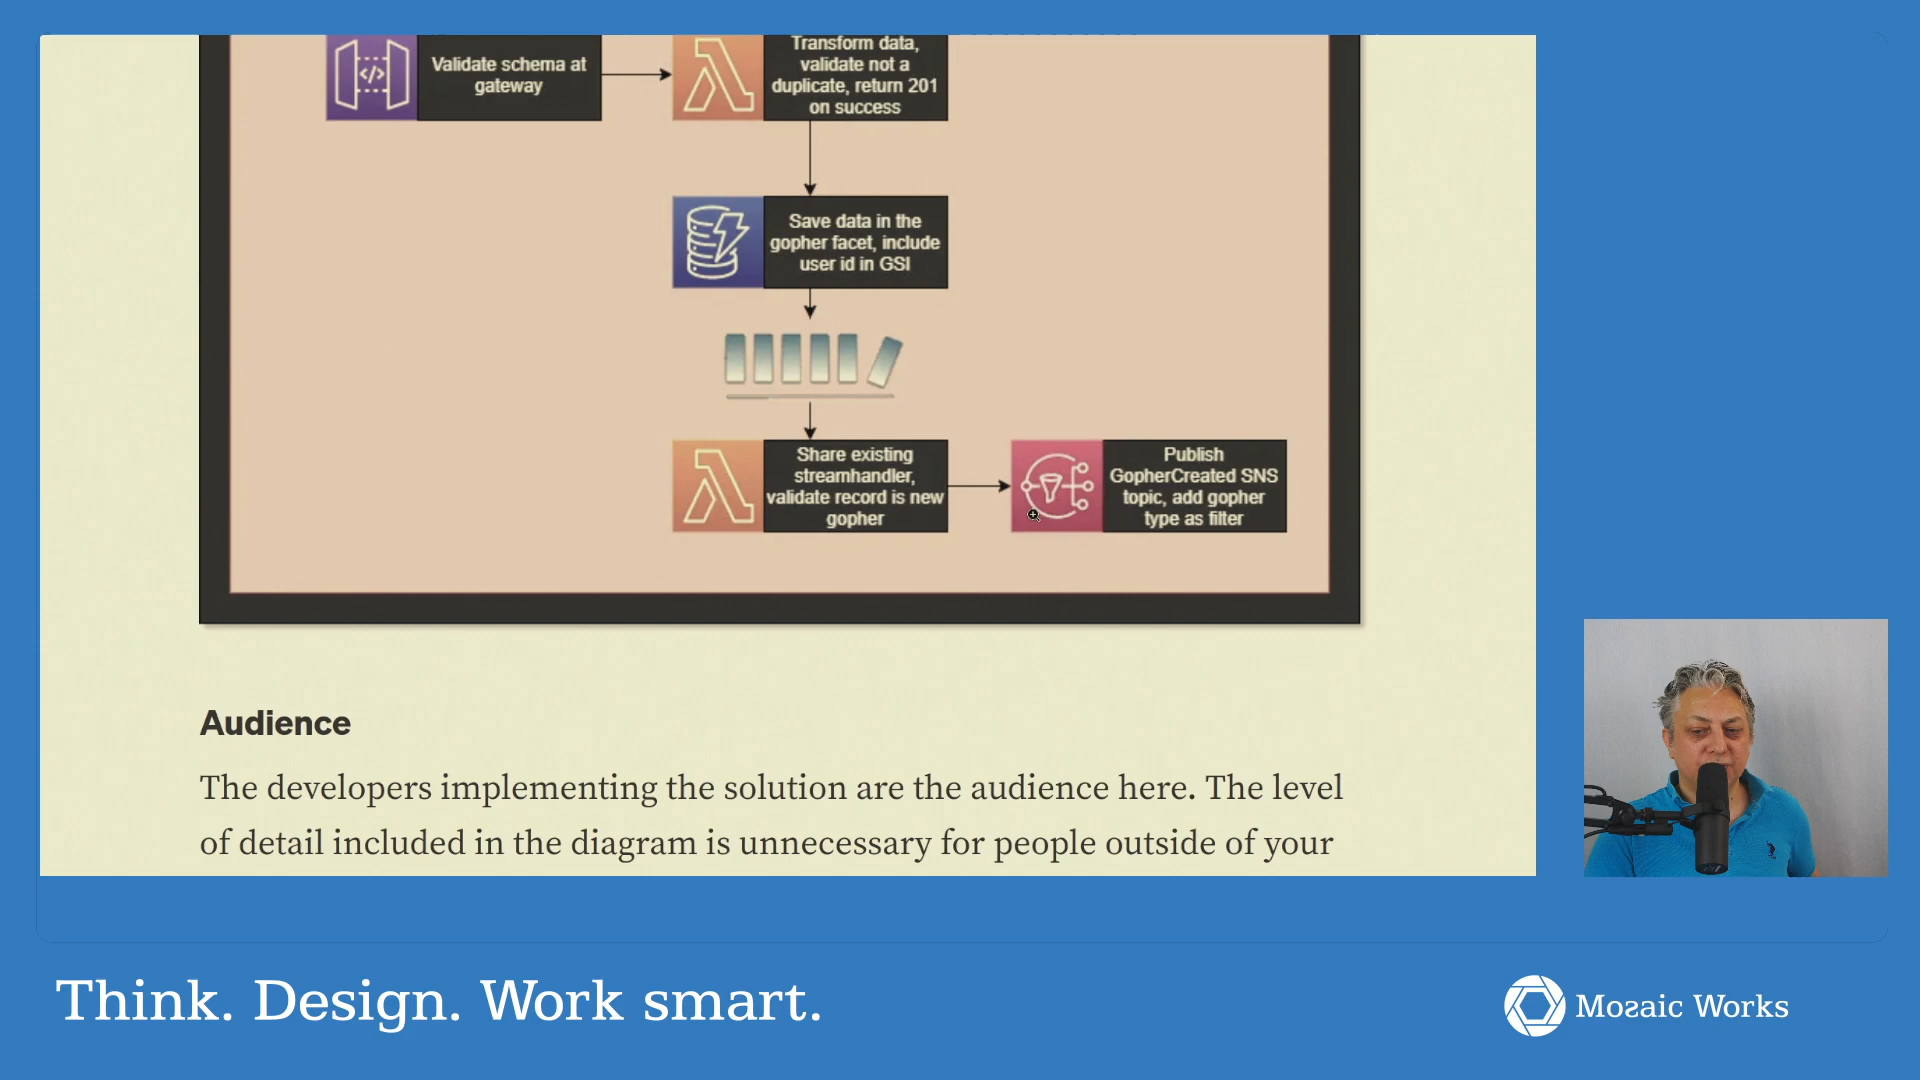 Validate schema at
gateway
Transform data,
validate not a
duplicate, return 201
on success
Save data in the
gopher facet, include
user id in GSI
Share existing
streamhandler,
validate record is new
gopher
Publish
GopherCreated SNS
topic, add gopher
type as filter
Audience
The developers implementing the solution are the audience here. The level
of detail included in the diagram is unnecessary for people outside of your
Think. Design. Work smart.
Mozaic Works